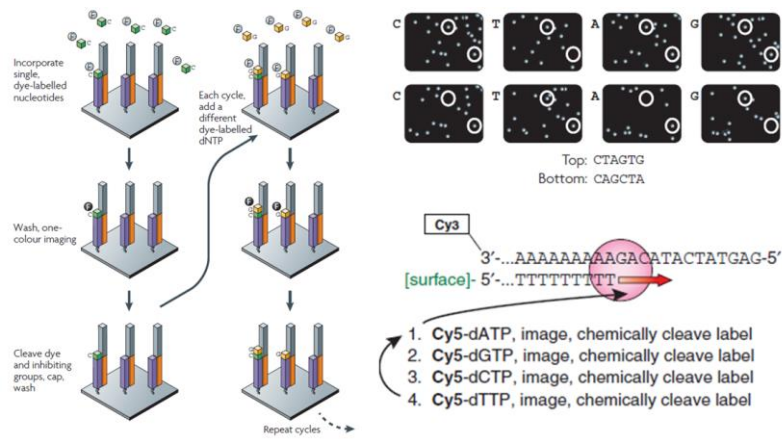 Incorporate
single,
dye-labelled
nucleotides
F C
F C
F C
F C
F C
Each cycle,
add a
different
dye-labelled
dNTP
F G
F G
F G
F G
Wash, one-
colour imaging
Cleave dye
and inhibiting
groups, cap,
wash
Repeat cycles
C T A G
C T A G
Top: CTAGTG
Bottom: CAGCTA
Cy3
3′-...AAAAAAAAAAGACATACTATGAG-5′
[surface]- 5′-...TTTTTTTTTT
1. Cy5-dATP, image, chemically cleave label
2. Cy5-dGTP, image, chemically cleave label
3. Cy5-dCTP, image, chemically cleave label
4. Cy5-dTTP, image, chemically cleave label